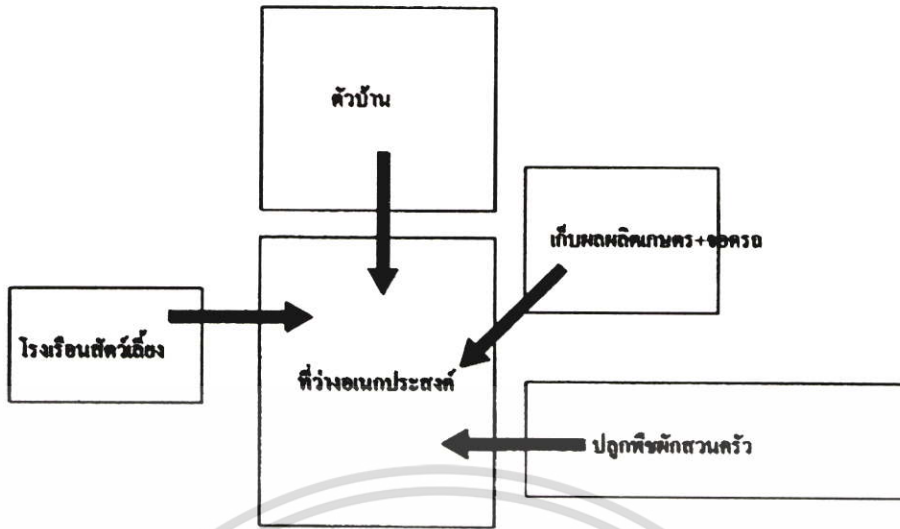 ตัวบ้าน
เก็บผลผลิตเกษตร+จอดรถ
โรงเรือนสัตว์เลี้ยง
ที่ว่างอเนกประสงค์
ปลูกพืชผักสวนครัว